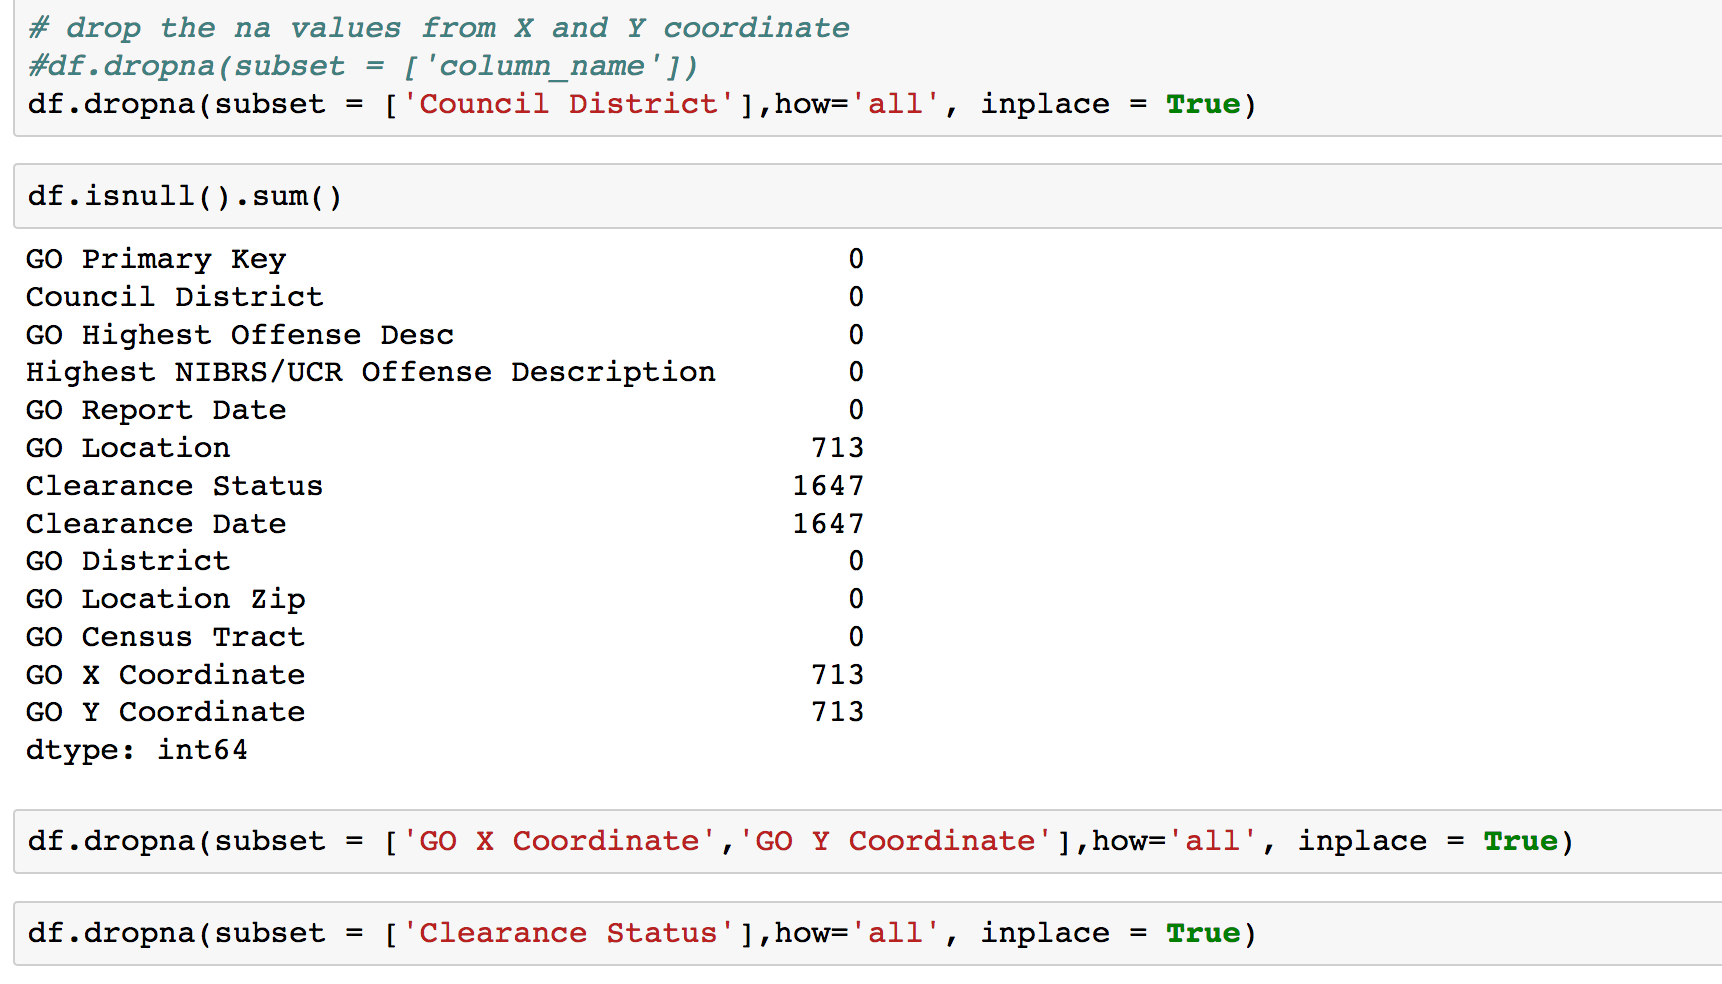 # drop the na values from X and Y coordinate
#df.dropna(subset = ['column_name'])
df.dropna(subset = ['Council District'],how='all', inplace = True)
df.isnull().sum()
GO Primary Key 0
Council District 0
GO Highest Offense Desc 0
Highest NIBRS/UCR Offense Description 0
GO Report Date 0
GO Location 713
Clearance Status 1647
Clearance Date 1647
GO District 0
GO Location Zip 0
GO Census Tract 0
GO X Coordinate 713
GO Y Coordinate 713
dtype: int64
df.dropna(subset = ['GO X Coordinate','GO Y Coordinate'],how='all', inplace = True)
df.dropna(subset = ['Clearance Status'],how='all', inplace = True)